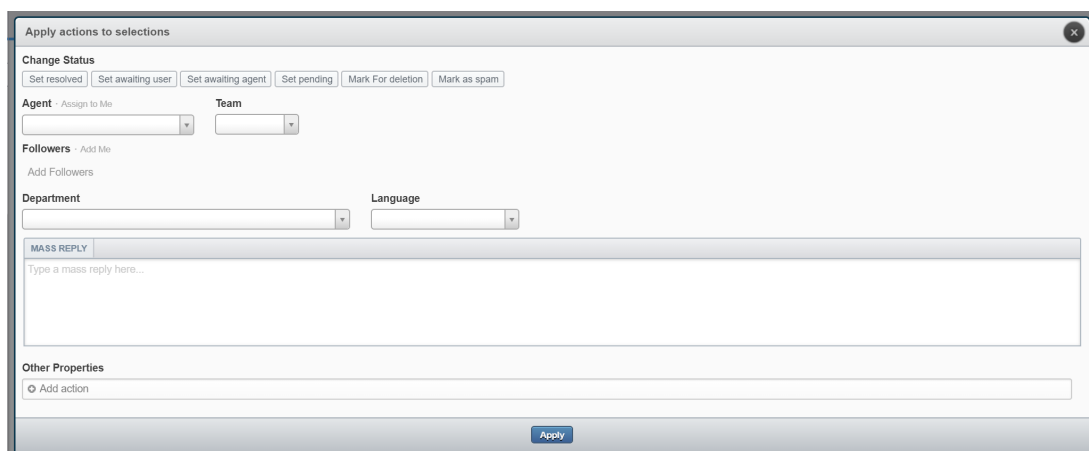 Apply actions to selections
Change Status
Set resolved Set awaiting user Set awaiting agent Set pending Mark For deletion Mark as spam
Agent · Assign to Me Team
Followers · Add Me
Add Followers
Department Language
MASS REPLY
Type a mass reply here...
Other Properties
Add action
Apply